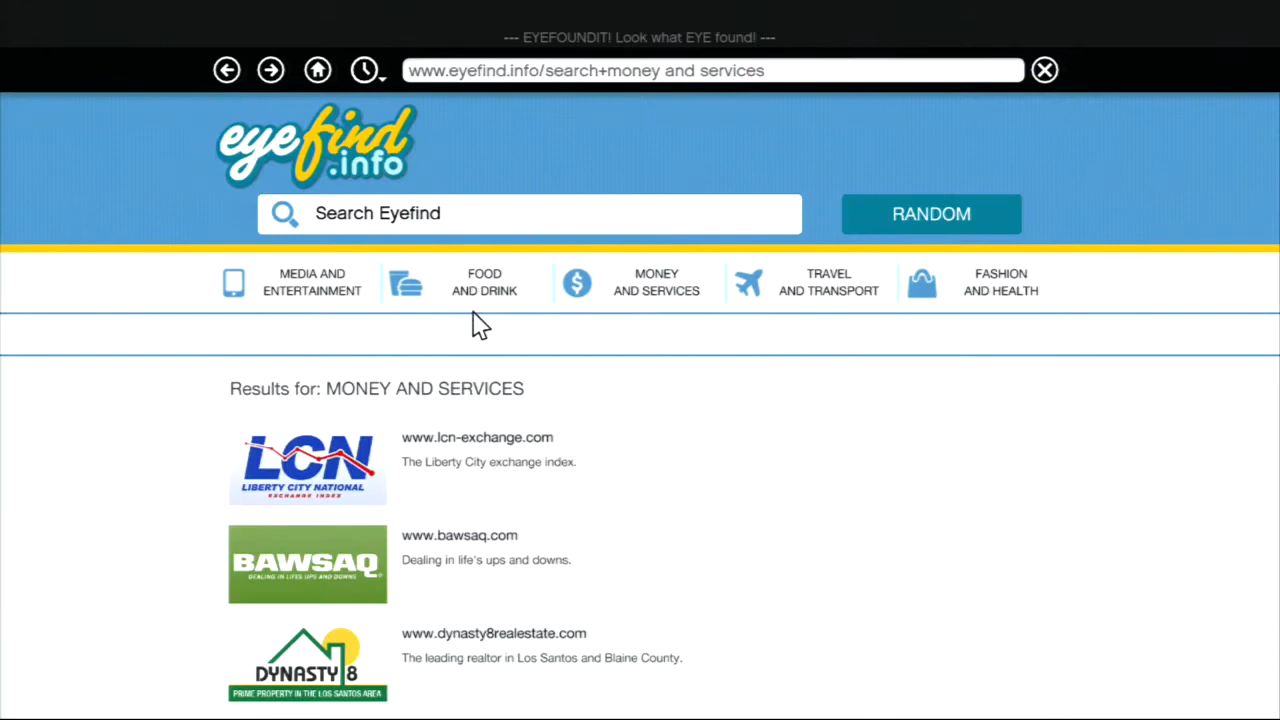 --- EYEFOUNDIT! Look what EYE found! ---
www.eyefind.info/search+money and services
eyefind
.info
Search Eyefind
RANDOM
MEDIA AND
ENTERTAINMENT
FOOD
AND DRINK
MONEY
AND SERVICES
TRAVEL
AND TRANSPORT
FASHION
AND HEALTH
Results for: MONEY AND SERVICES
LCN
LIBERTY CITY NATIONAL
EXCHANGE INDEX
www.lcn-exchange.com
The Liberty City exchange index.
BAWSAQ
DEALING IN LIFE'S UPS AND DOWNS
www.bawsaq.com
Dealing in life's ups and downs.
DYNASTY 8
PRIME PROPERTY IN THE LOS SANTOS AREA
www.dynasty8realestate.com
The leading realtor in Los Santos and Blaine County.